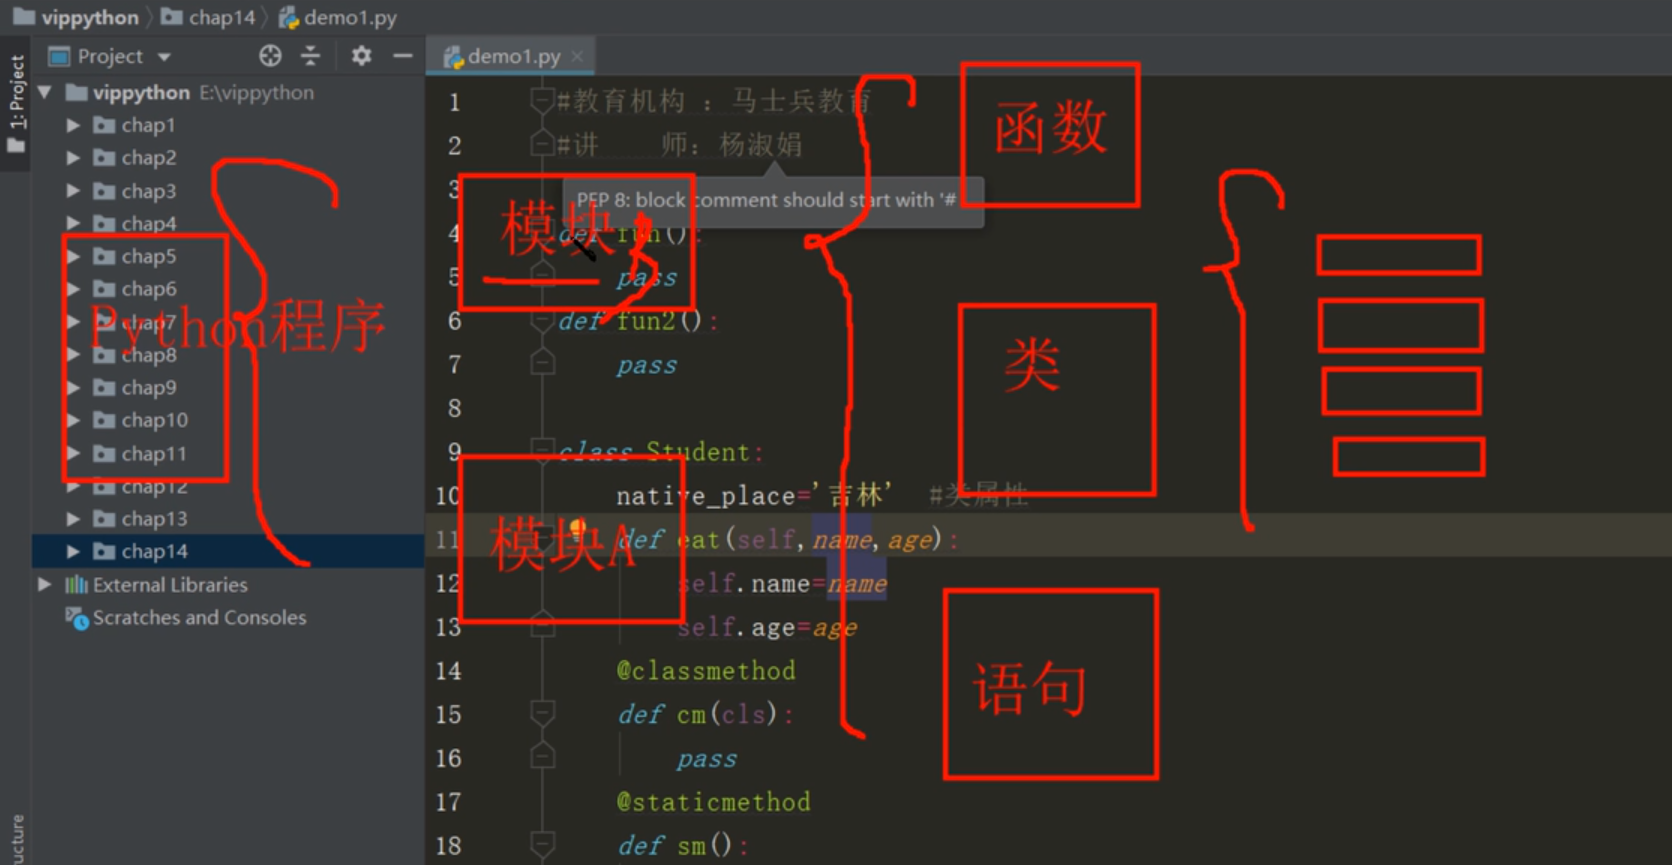 vippython chap14 demo1.py
1: Project
Project
vippython E:\vippython
chap1
chap2
chap3
chap4
chap5
chap6
chap7
chap8
chap9
chap10
chap11
chap12
chap13
chap14
External Libraries
Scratches and Consoles
Python程序
demo1.py
1 #教育机构 ：马士兵教育
2 #讲 师：杨淑娟
3
PEP 8: block comment should start with '#
4 def fun():
5 pass
6 def fun2():
7 pass
8
9 class Student:
10 native_place='吉林' #类属性
11 def eat(self,name,age):
12 self.name=name
13 self.age=age
14 @classmethod
15 def cm(cls):
16 pass
17 @staticmethod
18 def sm():
模块B
模块A
函数
类
语句